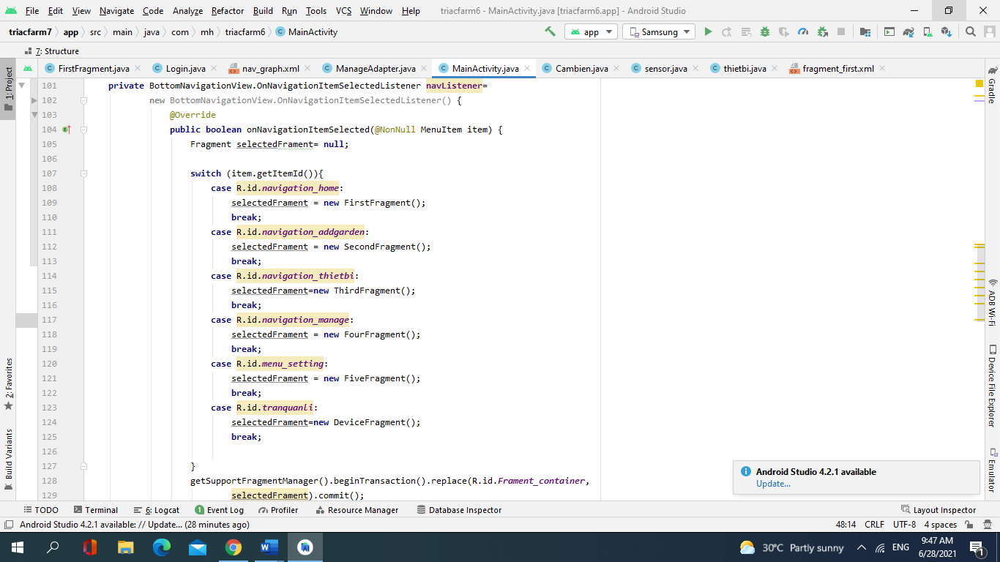 File Edit View Navigate Code Analyze Refactor Build Run Tools VCS Window Help triacfarm6 - MainActivity.java [triacfarm6.app] - Android Studio
triacfarm7 app src main java com mh triacfarm6 MainActivity app Samsung
7: Structure
FirstFragment.java Login.java nav_graph.xml ManageAdapter.java MainActivity.java Cambien.java sensor.java thietbi.java fragment_first.xml
1: Project
2: Favorites
Build Variants
101 private BottomNavigationView.OnNavigationItemSelectedListener navListener=
102 new BottomNavigationView.OnNavigationItemSelectedListener() {
103 @Override
104 public boolean onNavigationItemSelected(@NonNull MenuItem item) {
105 Fragment selectedFrament= null;
106
107 switch (item.getItemId()){
108 case R.id.navigation_home:
109 selectedFrament = new FirstFragment();
110 break;
111 case R.id.navigation_addgarden:
112 selectedFrament = new SecondFragment();
113 break;
114 case R.id.navigation_thietbi:
115 selectedFrament=new ThirdFragment();
116 break;
117 case R.id.navigation_manage:
118 selectedFrament = new FourFragment();
119 break;
120 case R.id.menu_setting:
121 selectedFrament = new FiveFragment();
122 break;
123 case R.id.tranquanli:
124 selectedFrament=new DeviceFragment();
125 break;
126
127 }
128 getSupportFragmentManager().beginTransaction().replace(R.id.Frament_container,
129 selectedFrament).commit();
Gradle
ADB Wi-Fi
Device File Explorer
Emulator
Android Studio 4.2.1 available
Update...
TODO Terminal 6: Logcat 1 Event Log Profiler Resource Manager Database Inspector Layout Inspector
Android Studio 4.2.1 available: // Update... (28 minutes ago) 48:14 CRLF UTF-8 4 spaces
30°C Partly sunny ENG 9:47 AM
6/28/2021
1